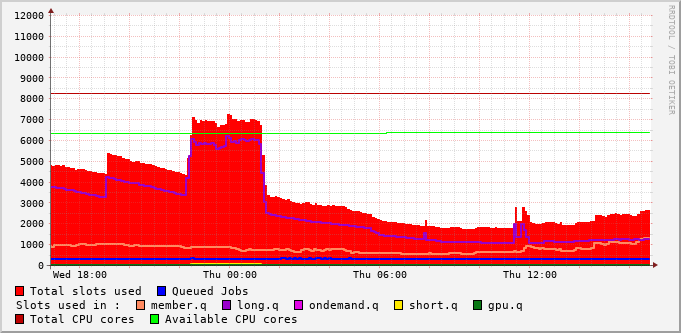 RRDTOOL / TOBI OETIKER
12000
11000
10000
9000
8000
7000
6000
5000
4000
3000
2000
1000
0
Wed 18:00 Thu 00:00 Thu 06:00 Thu 12:00
Total slots used Queued Jobs
Slots used in : member.q long.q ondemand.q short.q gpu.q
Total CPU cores Available CPU cores